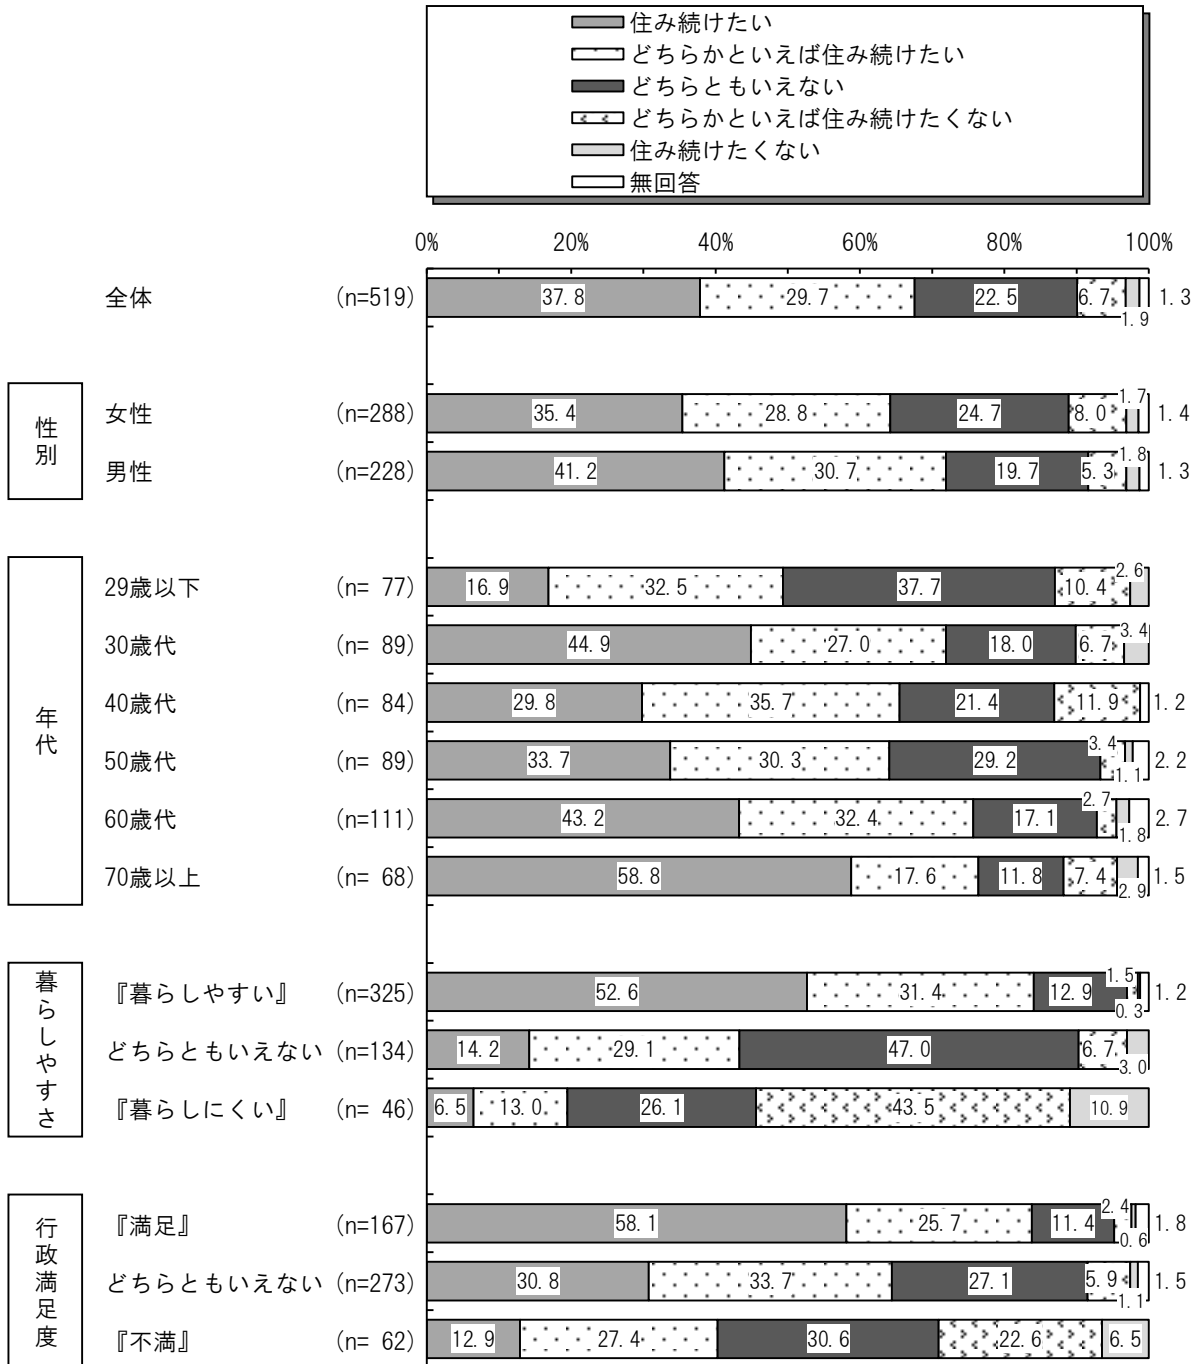 住み続けたい
どちらかといえば住み続けたい
どちらともいえない
どちらかといえば住み続けたくない
住み続けたくない
無回答
0% 20% 40% 60% 80% 100%
全体 (n=519) 37.8 29.7 22.5 6.7 1.9 1.3
性別
女性 (n=288) 35.4 28.8 24.7 8.0 1.7 1.4
男性 (n=228) 41.2 30.7 19.7 5.3 1.8 1.3
年代
29歳以下 (n= 77) 16.9 32.5 37.7 10.4 2.6
30歳代 (n= 89) 44.9 27.0 18.0 6.7 3.4
40歳代 (n= 84) 29.8 35.7 21.4 11.9 1.2
50歳代 (n= 89) 33.7 30.3 29.2 3.4 1.1 2.2
60歳代 (n=111) 43.2 32.4 17.1 2.7 1.8 2.7
70歳以上 (n= 68) 58.8 17.6 11.8 7.4 2.9 1.5
暮らしやすさ
『暮らしやすい』 (n=325) 52.6 31.4 12.9 1.5 0.3 1.2
どちらともいえない (n=134) 14.2 29.1 47.0 6.7 3.0
『暮らしにくい』 (n= 46) 6.5 13.0 26.1 43.5 10.9
行政満足度
『満足』 (n=167) 58.1 25.7 11.4 2.4 0.6 1.8
どちらともいえない (n=273) 30.8 33.7 27.1 5.9 1.1 1.5
『不満』 (n= 62) 12.9 27.4 30.6 22.6 6.5